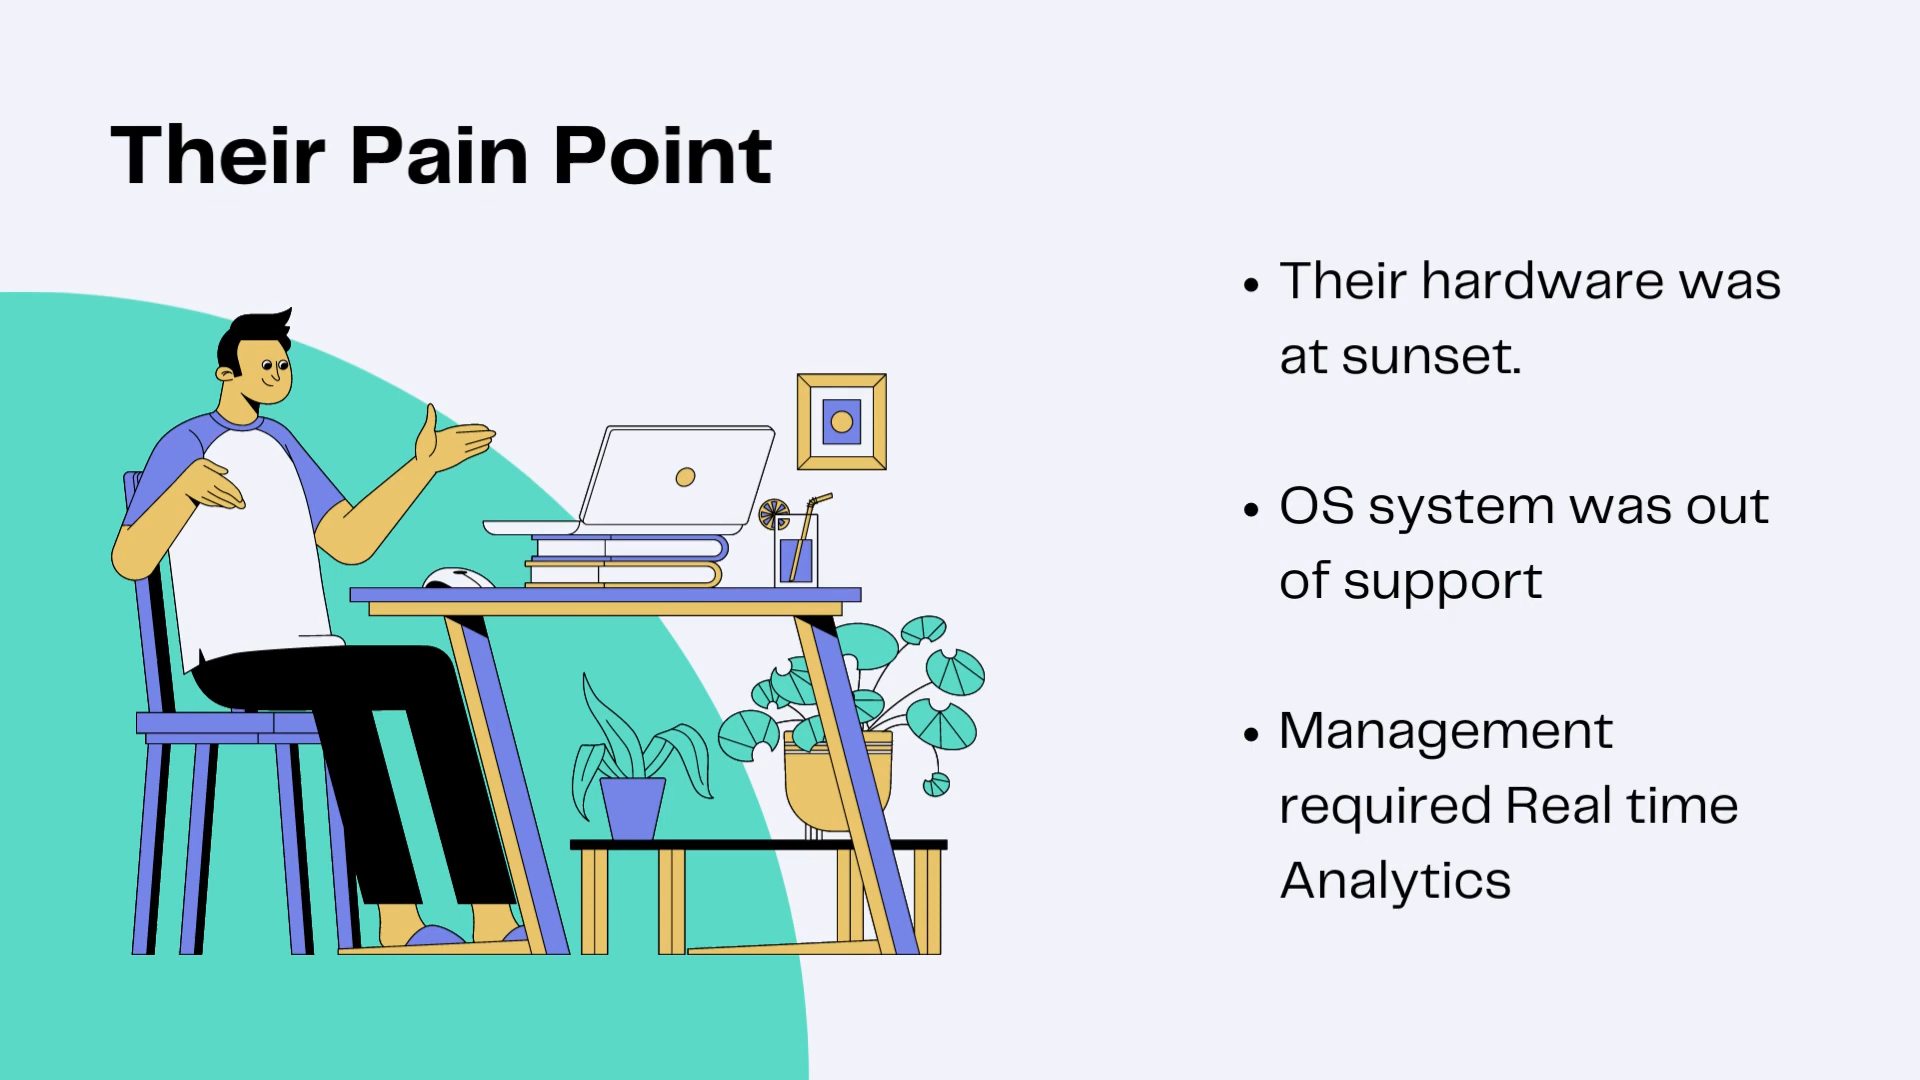 Their Pain Point
• Their hardware was
at sunset.
• OS system was out
of support
• Management
required Real time
Analytics